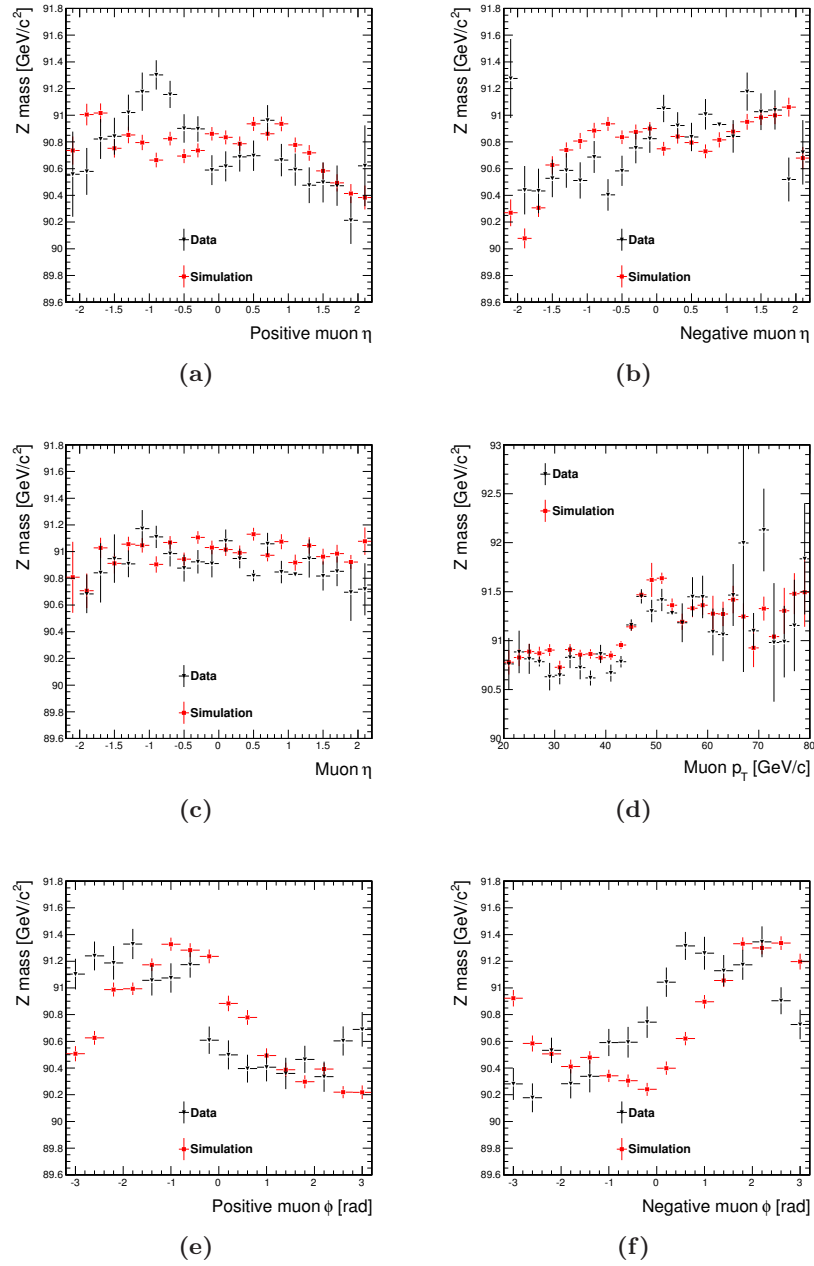 Z mass [GeV/c²]
91.8
91.6
91.4
91.2
91
90.8
90.6
90.4
90.2
90
89.8
89.6
Data
Simulation
-2 -1.5 -1 -0.5 0 0.5 1 1.5 2
Positive muon η
(a)
Z mass [GeV/c²]
91.8
91.6
91.4
91.2
91
90.8
90.6
90.4
90.2
90
89.8
89.6
Data
Simulation
-2 -1.5 -1 -0.5 0 0.5 1 1.5 2
Negative muon η
(b)
Z mass [GeV/c²]
91.8
91.6
91.4
91.2
91
90.8
90.6
90.4
90.2
90
89.8
89.6
Data
Simulation
-2 -1.5 -1 -0.5 0 0.5 1 1.5 2
Muon η
(c)
Z mass [GeV/c²]
93
92.5
92
91.5
91
90.5
90
Data
Simulation
20 30 40 50 60 70 80
Muon p_T [GeV/c]
(d)
Z mass [GeV/c²]
91.8
91.6
91.4
91.2
91
90.8
90.6
90.4
90.2
90
89.8
89.6
Data
Simulation
-3 -2 -1 0 1 2 3
Positive muon ϕ [rad]
(e)
Z mass [GeV/c²]
91.8
91.6
91.4
91.2
91
90.8
90.6
90.4
90.2
90
89.8
89.6
Data
Simulation
-3 -2 -1 0 1 2 3
Negative muon ϕ [rad]
(f)